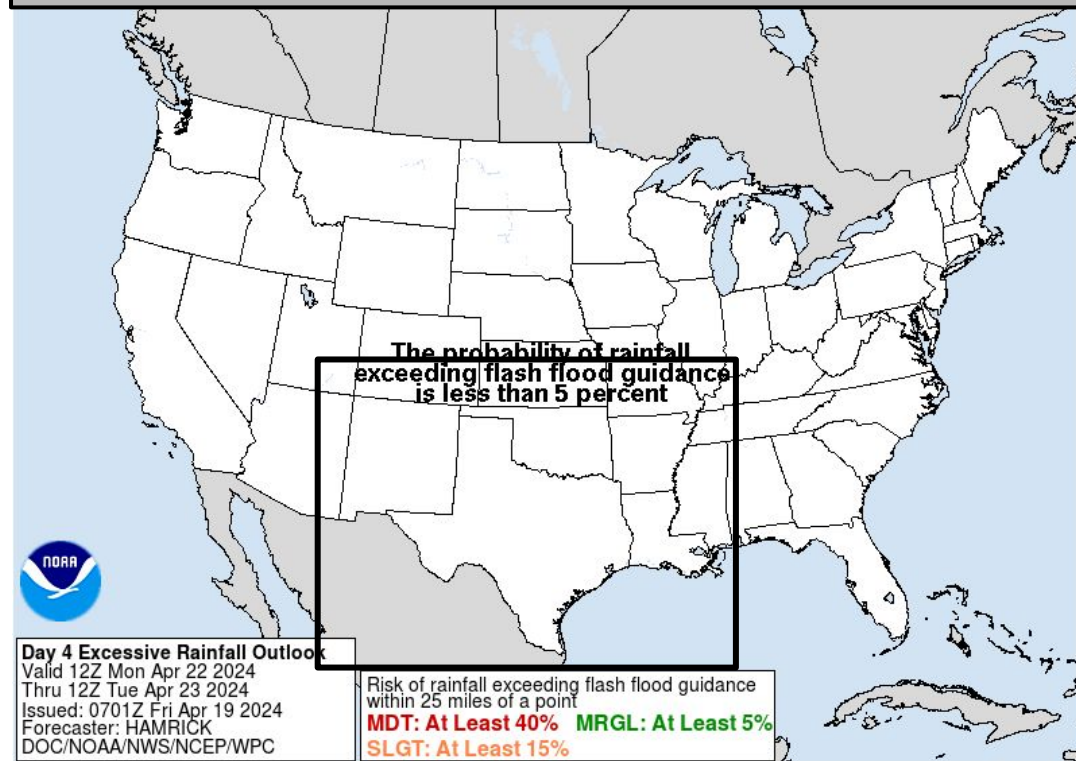 The probability of rainfall
exceeding flash flood guidance
is less than 5 percent
NOAA
Day 4 Excessive Rainfall Outlook
Valid 12Z Mon Apr 22 2024
Thru 12Z Tue Apr 23 2024
Issued: 0701Z Fri Apr 19 2024
Forecaster: HAMRICK
DOC/NOAA/NWS/NCEP/WPC
Risk of rainfall exceeding flash flood guidance
within 25 miles of a point
MDT: At Least 40% MRGL: At Least 5%
SLGT: At Least 15%